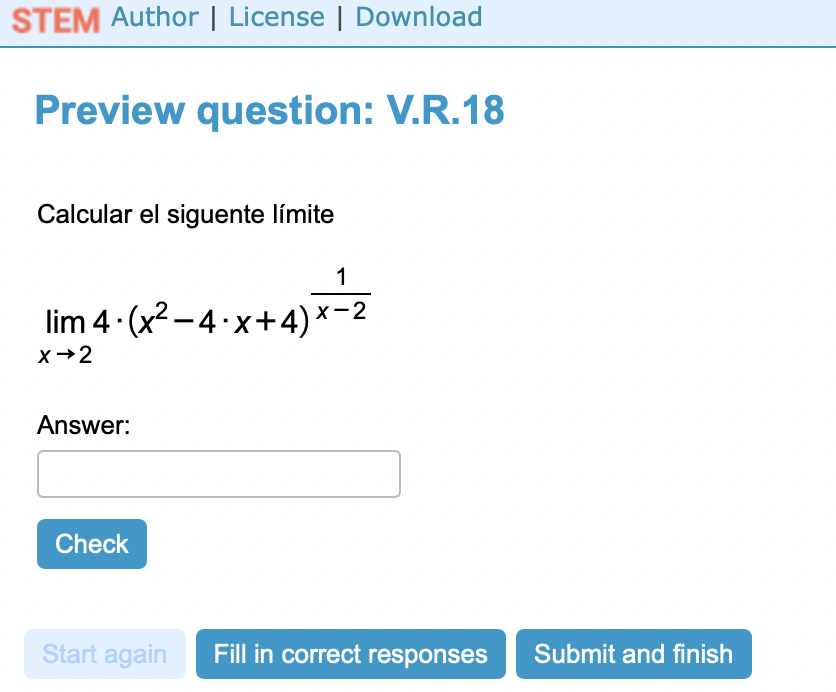 STEM Author | License | Download
Preview question: V.R.18
Calcular el siguente límite
lim 4·(x²−4·x+4)^(1/(x−2))
x→2
Answer:
Check
Start again Fill in correct responses Submit and finish